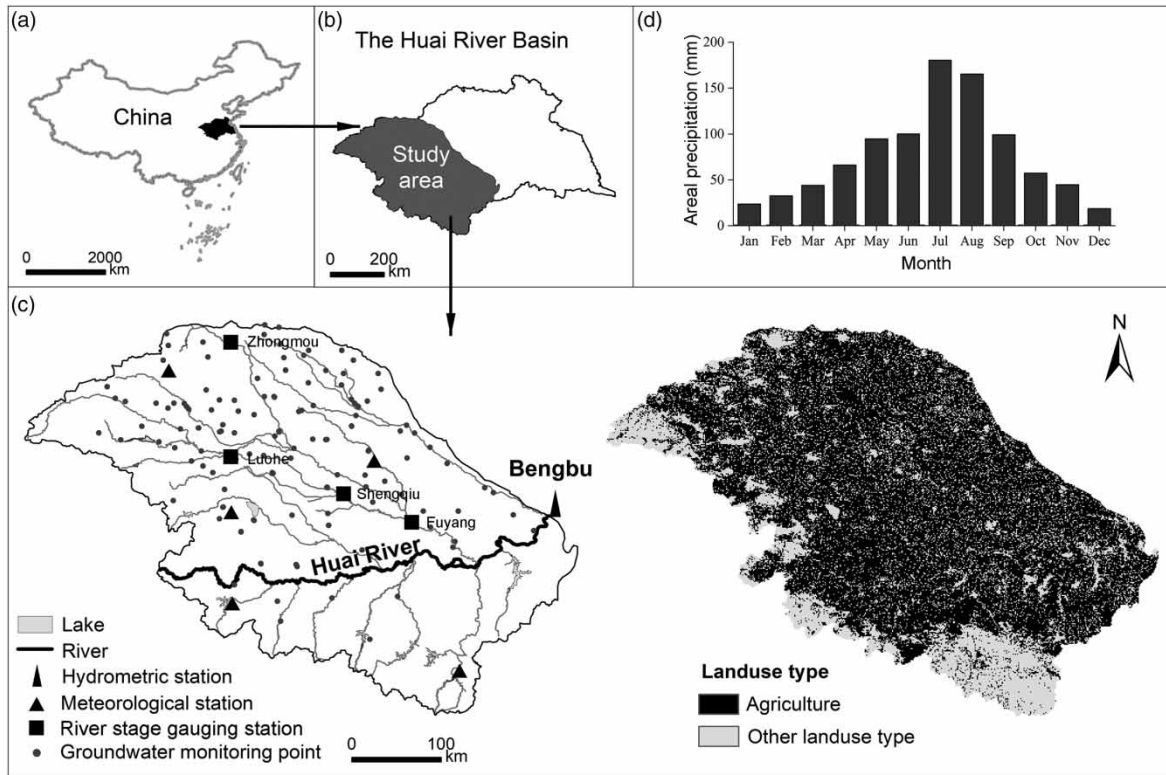 (a)
China
0 2000
km
(b)
The Huai River Basin
Study
area
0 200
km
(d)
Areal precipitation (mm)
200
150
100
50
0
Jan Feb Mar Apr May Jun Jul Aug Sep Oct Nov Dec
Month
(c)
Zhongmou
Luohe
Shenqiu
Fuyang
Bengbu
Huai River
Lake
River
Hydrometric station
Meteorological station
River stage gauging station
Groundwater monitoring point
0 100
km
N
Landuse type
Agriculture
Other landuse type